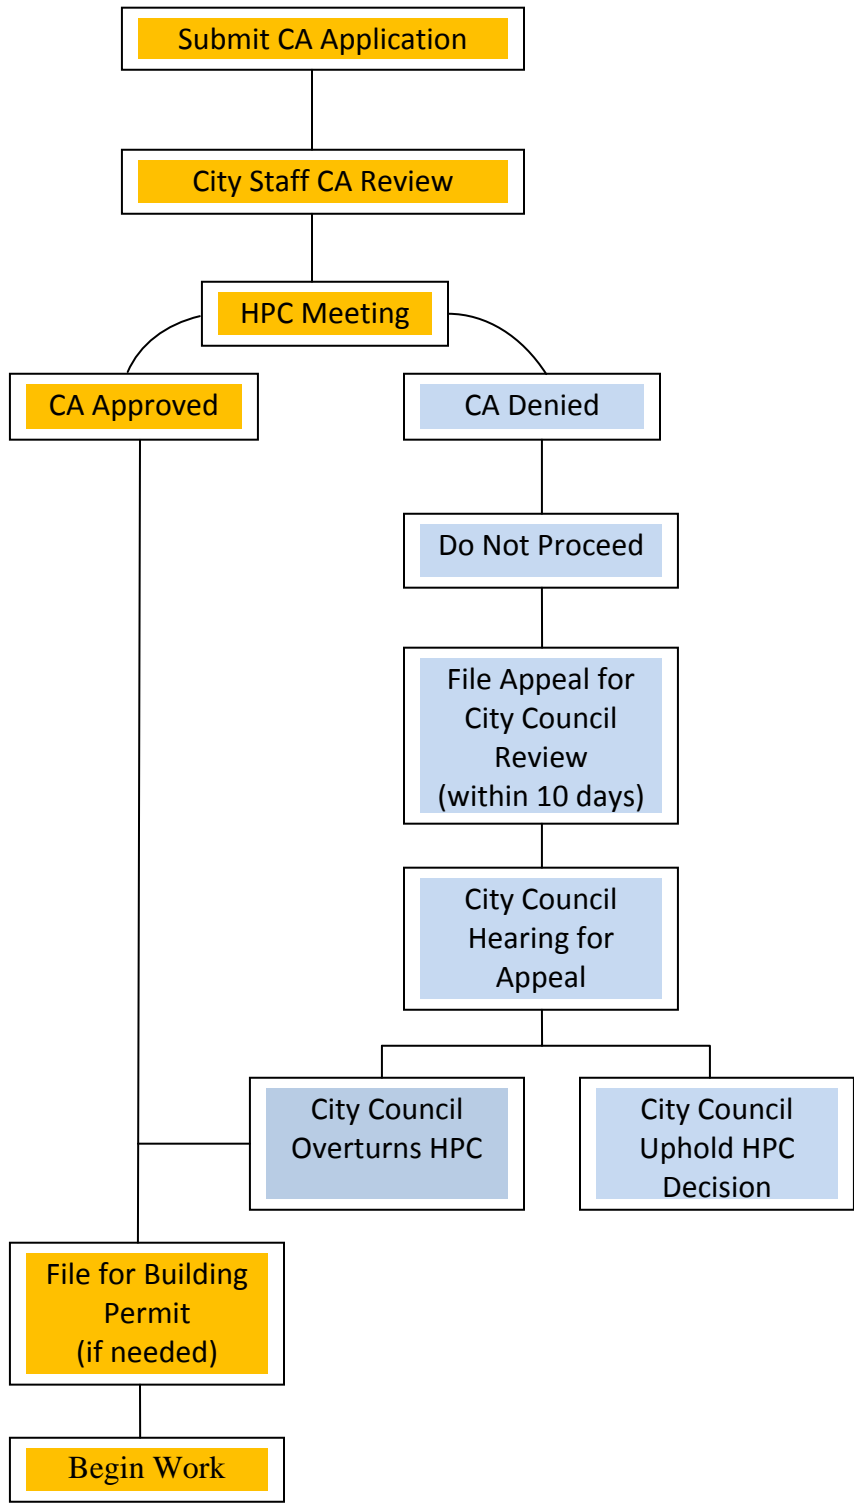 Submit CA Application
City Staff CA Review
HPC Meeting
CA Approved
CA Denied
Do Not Proceed
File Appeal for
City Council
Review
(within 10 days)
City Council
Hearing for
Appeal
City Council
Overturns HPC
City Council
Uphold HPC
Decision
File for Building
Permit
(if needed)
Begin Work